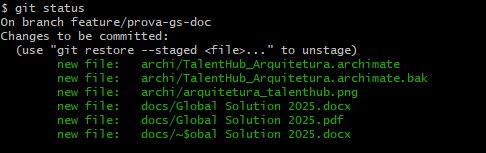 $ git status
On branch feature/prova-gs-doc
Changes to be committed:
  (use "git restore --staged <file>..." to unstage)
        new file:   archi/TalentHub_Arquitetura.archimate
        new file:   archi/TalentHub_Arquitetura.archimate.bak
        new file:   archi/arquitetura_talenthub.png
        new file:   docs/Global Solution 2025.docx
        new file:   docs/Global Solution 2025.pdf
        new file:   docs/~$obal Solution 2025.docx